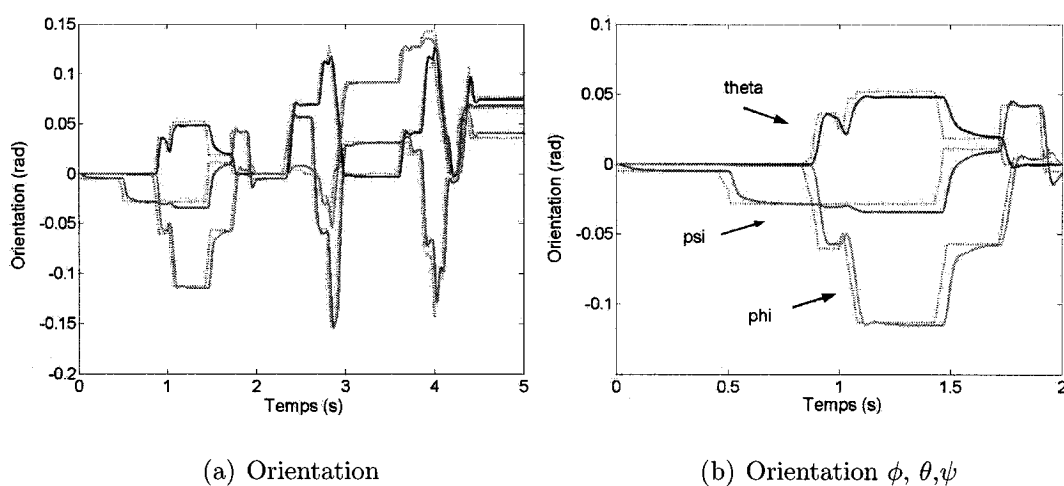 0.15
0.1
0.05
0
-0.05
-0.1
-0.15
-0.2
Orientation (rad)
0 1 2 3 4 5
Temps (s)
0.1
0.05
0
-0.05
-0.1
Orientation (rad)
theta
psi
phi
0 0.5 1 1.5 2
Temps (s)
(a) Orientation
(b) Orientation ϕ, θ,ψ